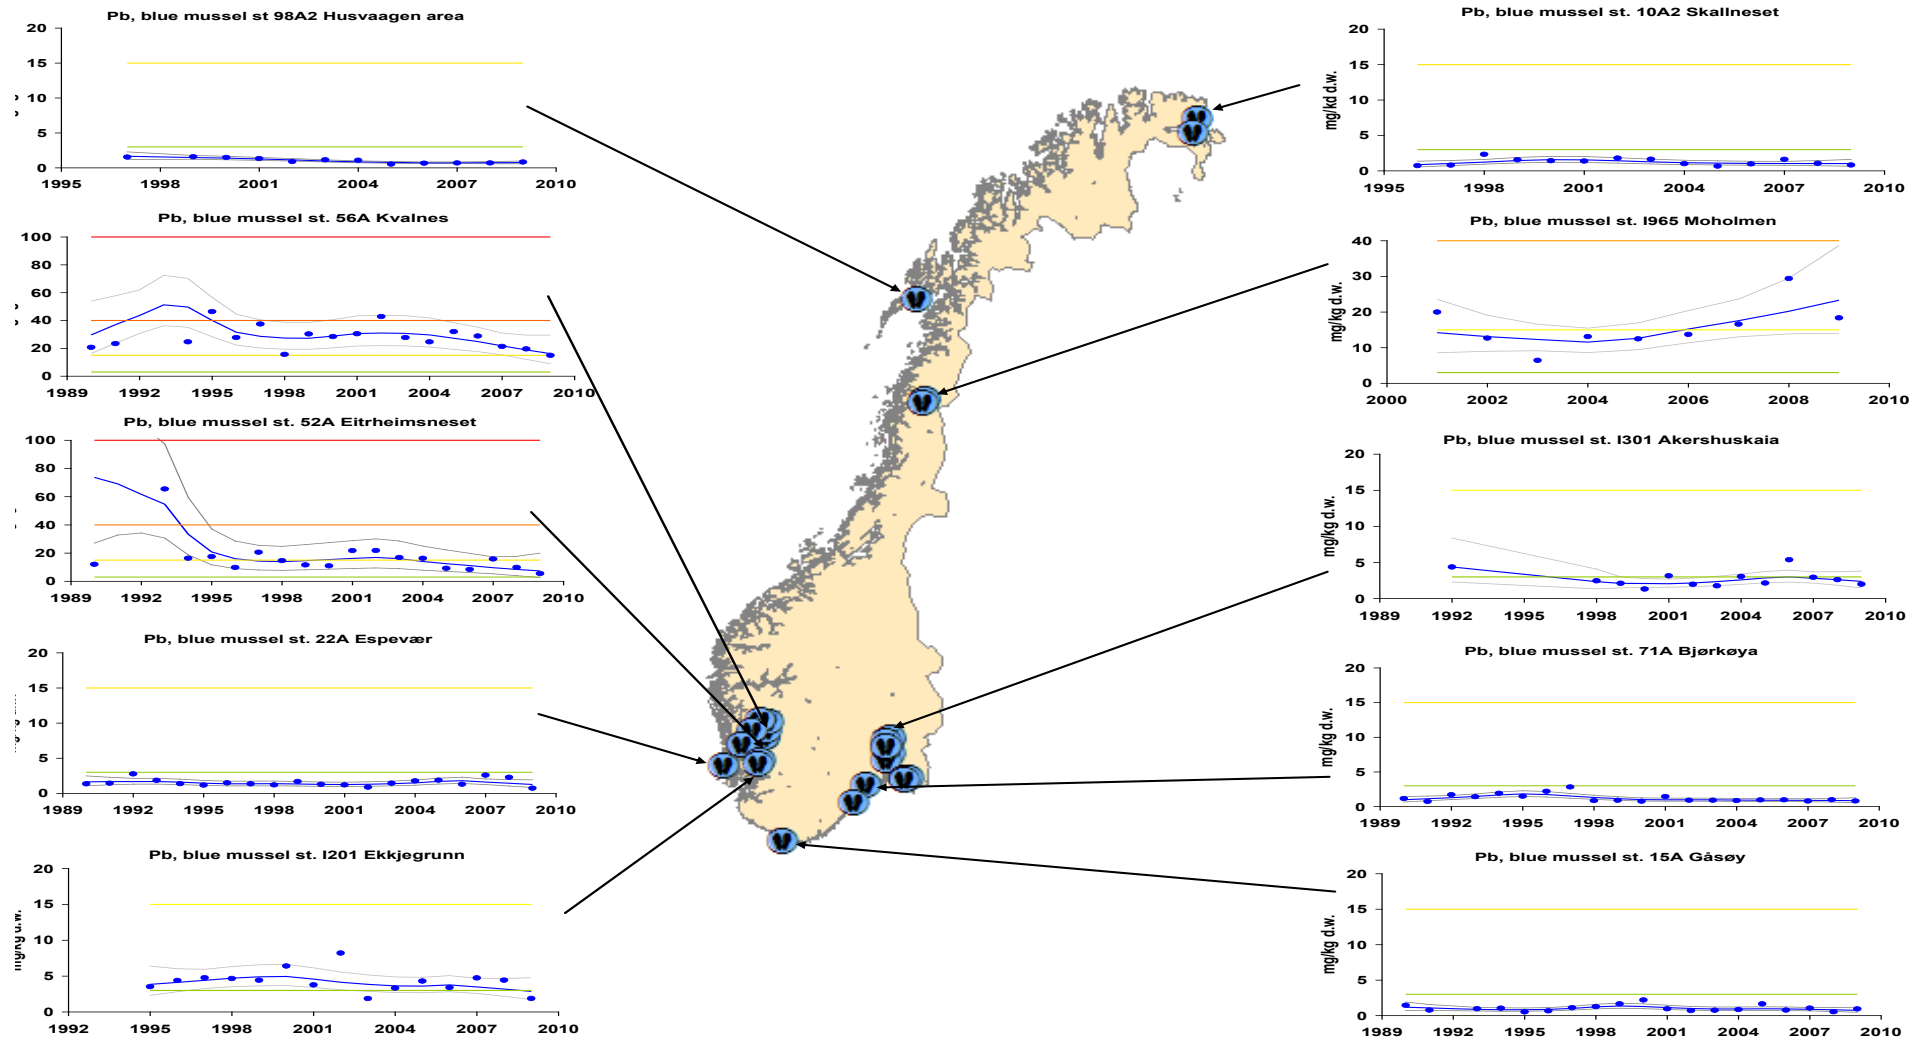 Pb, blue mussel st 98A2 Husvaagen area
20
15
10
5
0
1995 1998 2001 2004 2007 2010
Pb, blue mussel st. 56A Kvalnes
100
80
60
40
20
0
1989 1992 1995 1998 2001 2004 2007 2010
Pb, blue mussel st. 52A Eitrheimsneset
100
80
60
40
20
0
1989 1992 1995 1998 2001 2004 2007 2010
Pb, blue mussel st. 22A Espevær
20
15
10
5
0
1989 1992 1995 1998 2001 2004 2007 2010
Pb, blue mussel st. I201 Ekkjegrunn
mg/kg d.w.
20
15
10
5
0
1992 1995 1998 2001 2004 2007 2010
Pb, blue mussel st. 10A2 Skallneset
mg/kd d.w.
20
15
10
5
0
1995 1998 2001 2004 2007 2010
Pb, blue mussel st. I965 Moholmen
mg/kg d.w.
40
30
20
10
0
2000 2002 2004 2006 2008 2010
Pb, blue mussel st. I301 Akershuskaia
mg/kg d.w.
20
15
10
5
0
1989 1992 1995 1998 2001 2004 2007 2010
Pb, blue mussel st. 71A Bjørkøya
mg/kg d.w.
20
15
10
5
0
1989 1992 1995 1998 2001 2004 2007 2010
Pb, blue mussel st. 15A Gåsøy
mg/kg d.w.
20
15
10
5
0
1989 1992 1995 1998 2001 2004 2007 2010